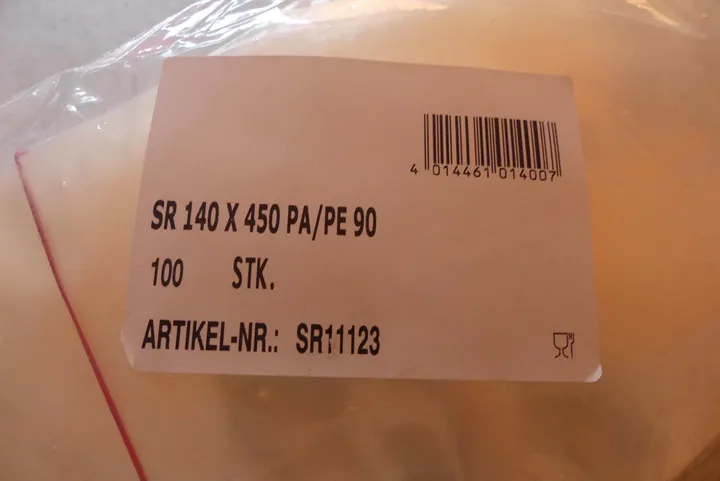 4 014461 014007
SR 140 X 450 PA/PE 90
100 STK.
ARTIKEL-NR.: SR11123